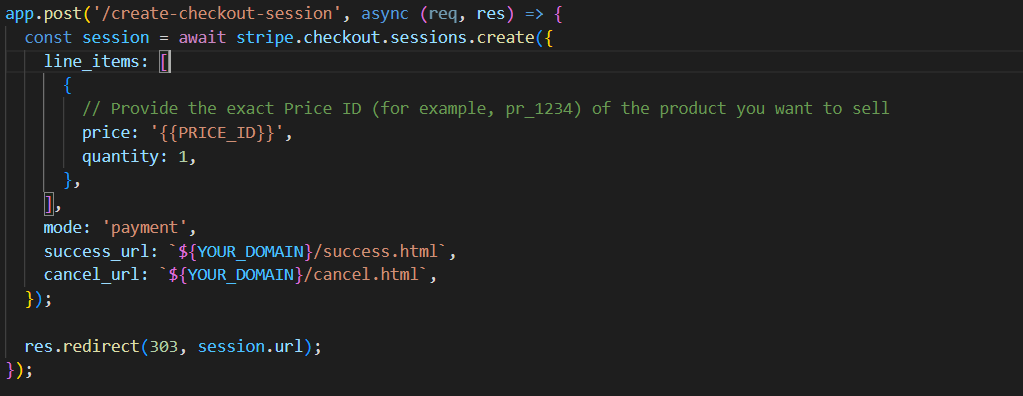 app.post('/create-checkout-session', async (req, res) => {
  const session = await stripe.checkout.sessions.create({
    line_items: [
      {
        // Provide the exact Price ID (for example, pr_1234) of the product you want to sell
        price: '{{PRICE_ID}}',
        quantity: 1,
      },
    ],
    mode: 'payment',
    success_url: `${YOUR_DOMAIN}/success.html`,
    cancel_url: `${YOUR_DOMAIN}/cancel.html`,
  });

  res.redirect(303, session.url);
});